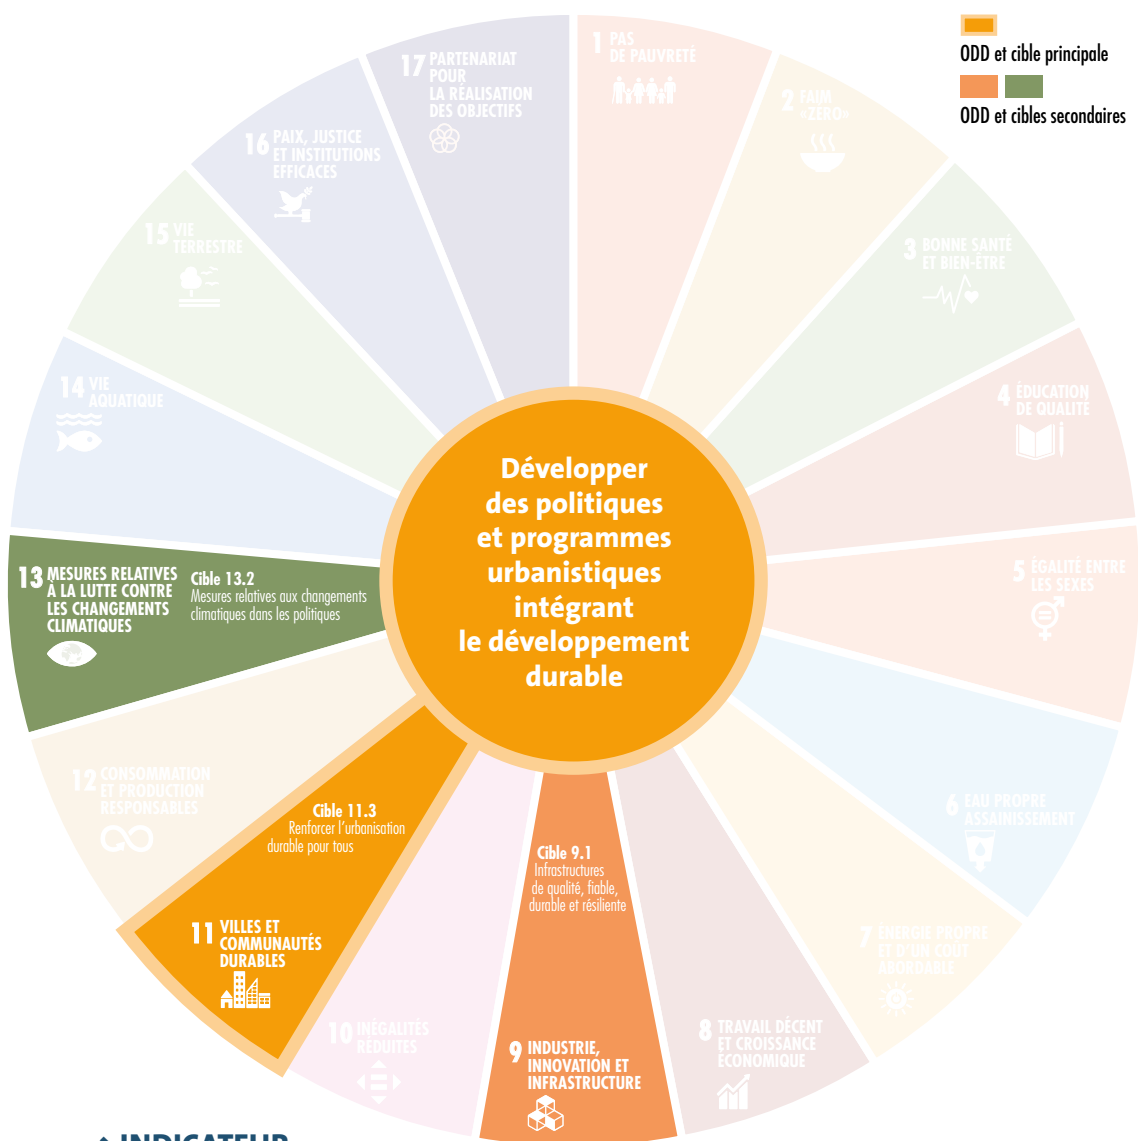 ODD et cible principale
ODD et cibles secondaires
1 PAS
DE PAUVRETÉ
2 FAIM
«ZÉRO»
3 BONNE SANTÉ
ET BIEN-ÊTRE
4 ÉDUCATION
DE QUALITÉ
5 ÉGALITÉ ENTRE
LES SEXES
6 EAU PROPRE
ASSAINISSEMENT
7 ÉNERGIE PROPRE
ET D'UN COÛT
ABORDABLE
8 TRAVAIL DÉCENT
ET CROISSANCE
ÉCONOMIQUE
Cible 9.1
Infrastructures
de qualité, fiable,
durable et résiliente
9 INDUSTRIE,
INNOVATION ET
INFRASTRUCTURE
10 INÉGALITÉS
RÉDUITES
Cible 11.3
Renforcer l'urbanisation
durable pour tous
11 VILLES ET
COMMUNAUTÉS
DURABLES
12 CONSOMMATION
ET PRODUCTION
RESPONSABLES
13 MESURES RELATIVES
À LA LUTTE CONTRE
LES CHANGEMENTS
CLIMATIQUES
Cible 13.2
Mesures relatives aux changements
climatiques dans les politiques
14 VIE
AQUATIQUE
15 VIE
TERRESTRE
16 PAIX, JUSTICE
ET INSTITUTIONS
EFFICACES
17 PARTENARIAT
POUR
LA RÉALISATION
DES OBJECTIFS
Développer
des politiques
et programmes
urbanistiques
intégrant
le développement
durable
INDICATEUR